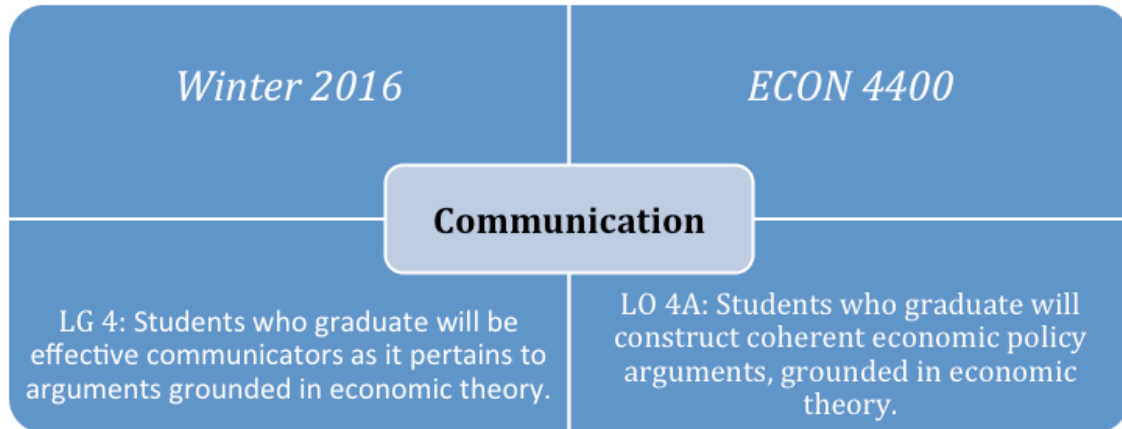 Winter 2016
ECON 4400
Communication
LG 4: Students who graduate will be
effective communicators as it pertains to
arguments grounded in economic theory.
LO 4A: Students who graduate will
construct coherent economic policy
arguments, grounded in economic
theory.